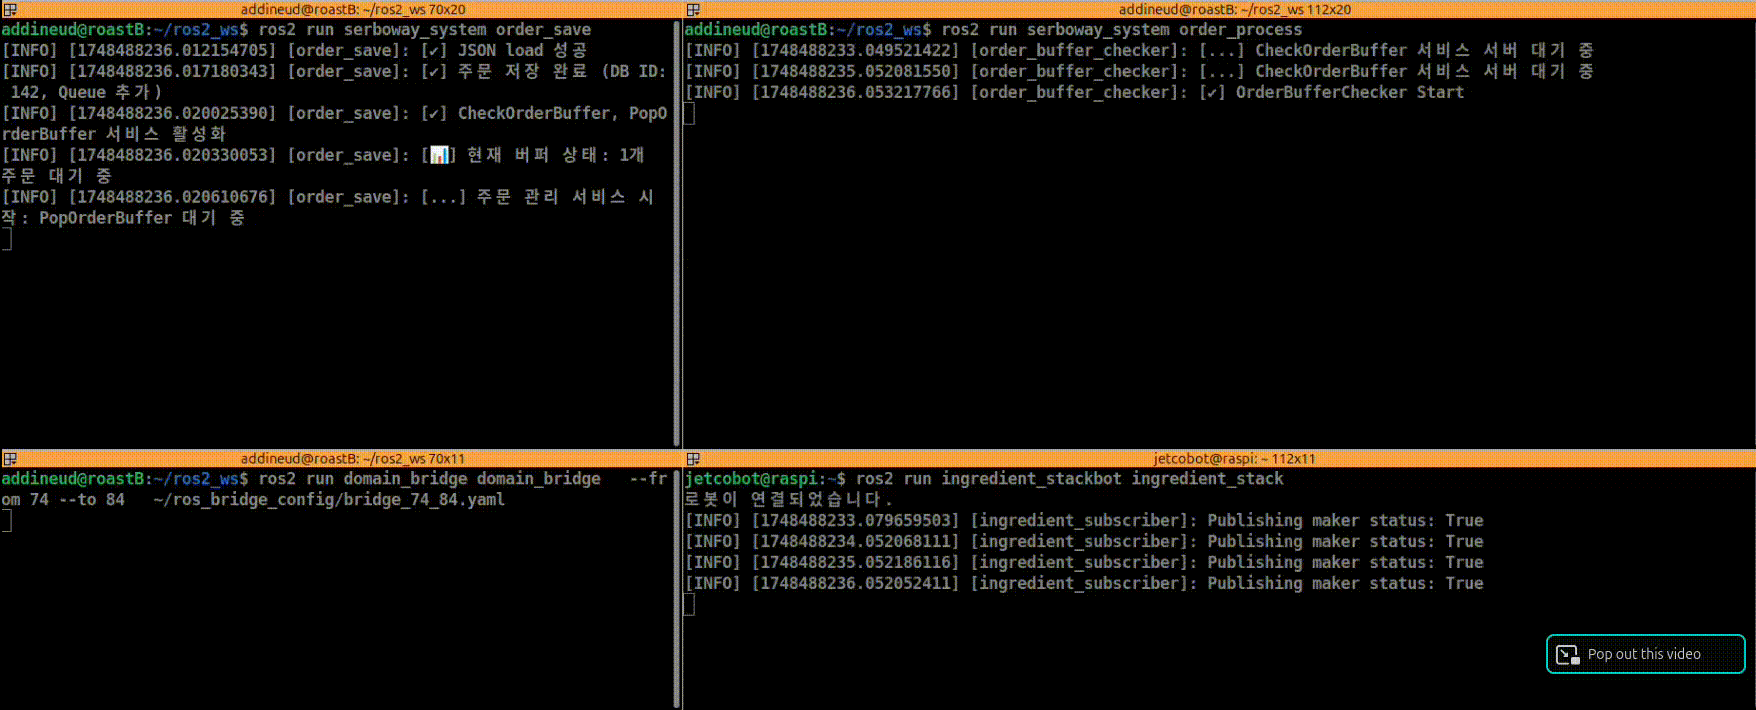 addineud@roastB: ~/ros2_ws 70x20
addineud@roastB:~/ros2_ws$ ros2 run serboway_system order_save
[INFO] [1748488236.012154705] [order_save]: [✔] JSON load 성공
[INFO] [1748488236.017180343] [order_save]: [✔] 주문 저장 완료 (DB ID:
 142, Queue 추가)
[INFO] [1748488236.020025390] [order_save]: [✔] CheckOrderBuffer, PopO
rderBuffer 서비스 활성화
[INFO] [1748488236.020330053] [order_save]: [📊] 현재 버퍼 상태: 1개
주문 대기 중
[INFO] [1748488236.020610676] [order_save]: [...] 주문 관리 서비스 시
작: PopOrderBuffer 대기 중
addineud@roastB: ~/ros2_ws 112x20
addineud@roastB:~/ros2_ws$ ros2 run serboway_system order_process
[INFO] [1748488233.049521422] [order_buffer_checker]: [...] CheckOrderBuffer 서비스 서버 대기 중
[INFO] [1748488235.052081550] [order_buffer_checker]: [...] CheckOrderBuffer 서비스 서버 대기 중
[INFO] [1748488236.053217766] [order_buffer_checker]: [✔] OrderBufferChecker Start
addineud@roastB: ~/ros2_ws 70x11
addineud@roastB:~/ros2_ws$ ros2 run domain_bridge domain_bridge   --fr
om 74 --to 84   ~/ros_bridge_config/bridge_74_84.yaml
jetcobot@raspi: ~ 112x11
jetcobot@raspi:~$ ros2 run ingredient_stackbot ingredient_stack
로봇이 연결되었습니다.
[INFO] [1748488233.079659503] [ingredient_subscriber]: Publishing maker status: True
[INFO] [1748488234.052068111] [ingredient_subscriber]: Publishing maker status: True
[INFO] [1748488235.052186116] [ingredient_subscriber]: Publishing maker status: True
[INFO] [1748488236.052052411] [ingredient_subscriber]: Publishing maker status: True
Pop out this video